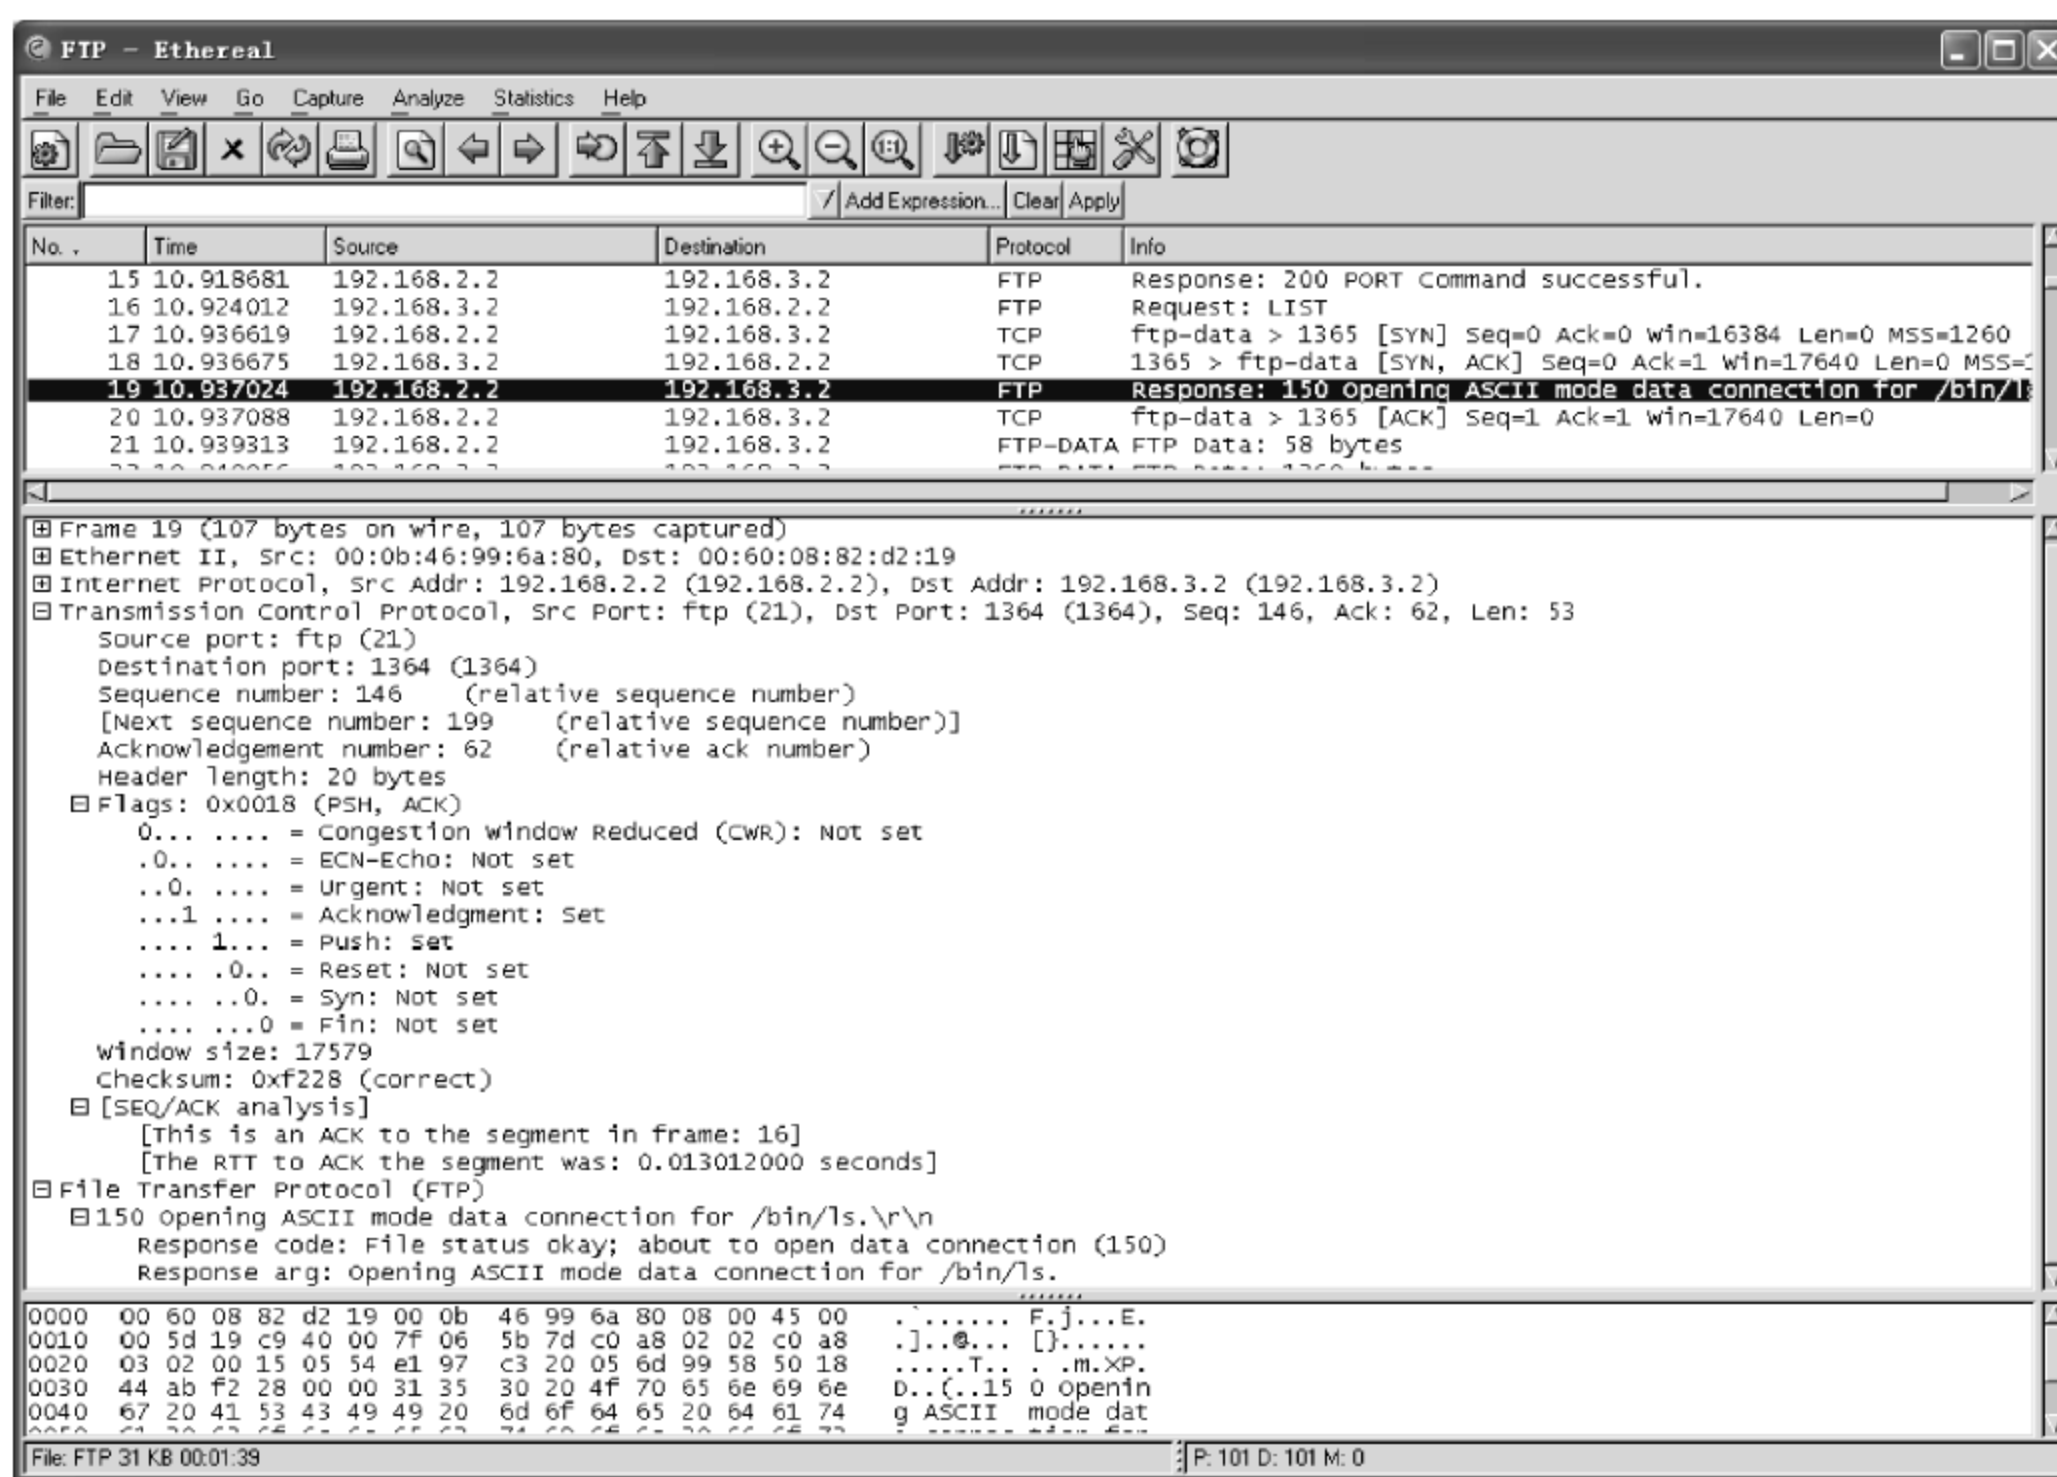 FTP - Ethereal
File Edit View Go Capture Analyze Statistics Help
Filter: Add Expression... Clear Apply
No. Time Source Destination Protocol Info
15 10.918681 192.168.2.2 192.168.3.2 FTP Response: 200 PORT Command successful.
16 10.924012 192.168.3.2 192.168.2.2 FTP Request: LIST
17 10.936619 192.168.2.2 192.168.3.2 TCP ftp-data > 1365 [SYN] Seq=0 Ack=0 Win=16384 Len=0 MSS=1260
18 10.936675 192.168.3.2 192.168.2.2 TCP 1365 > ftp-data [SYN, ACK] Seq=0 Ack=1 Win=17640 Len=0 MSS=
19 10.937024 192.168.2.2 192.168.3.2 FTP Response: 150 Opening ASCII mode data connection for /bin/ls
20 10.937088 192.168.2.2 192.168.3.2 TCP ftp-data > 1365 [ACK] Seq=1 Ack=1 Win=17640 Len=0
21 10.939313 192.168.2.2 192.168.3.2 FTP-DATA FTP Data: 58 bytes
Frame 19 (107 bytes on wire, 107 bytes captured)
Ethernet II, Src: 00:0b:46:99:6a:80, Dst: 00:60:08:82:d2:19
Internet Protocol, Src Addr: 192.168.2.2 (192.168.2.2), Dst Addr: 192.168.3.2 (192.168.3.2)
Transmission Control Protocol, Src Port: ftp (21), Dst Port: 1364 (1364), Seq: 146, Ack: 62, Len: 53
Source port: ftp (21)
Destination port: 1364 (1364)
Sequence number: 146 (relative sequence number)
[Next sequence number: 199 (relative sequence number)]
Acknowledgement number: 62 (relative ack number)
Header length: 20 bytes
Flags: 0x0018 (PSH, ACK)
0... .... = Congestion Window Reduced (CWR): Not set
.0.. .... = ECN-Echo: Not set
..0. .... = Urgent: Not set
...1 .... = Acknowledgment: Set
.... 1... = Push: Set
.... .0.. = Reset: Not set
.... ..0. = Syn: Not set
.... ...0 = Fin: Not set
Window size: 17579
Checksum: 0xf228 (correct)
[SEQ/ACK analysis]
[This is an ACK to the segment in frame: 16]
[The RTT to ACK the segment was: 0.013012000 seconds]
File Transfer Protocol (FTP)
150 Opening ASCII mode data connection for /bin/ls.\r\n
Response code: File status okay; about to open data connection (150)
Response arg: Opening ASCII mode data connection for /bin/ls.
0000 00 60 08 82 d2 19 00 0b 46 99 6a 80 08 00 45 00 .`...... F.j...E.
0010 00 5d 19 c9 40 00 7f 06 5b 7d c0 a8 02 02 c0 a8 .]..@... [}......
0020 03 02 00 15 05 54 e1 97 c3 20 05 6d 99 58 50 18 .....T.. . .m.XP.
0030 44 ab f2 28 00 00 31 35 30 20 4f 70 65 6e 69 6e D..(..15 0 Openin
0040 67 20 41 53 43 49 49 20 6d 6f 64 65 20 64 61 74 g ASCII mode dat
File: FTP 31 KB 00:01:39 P: 101 D: 101 M: 0